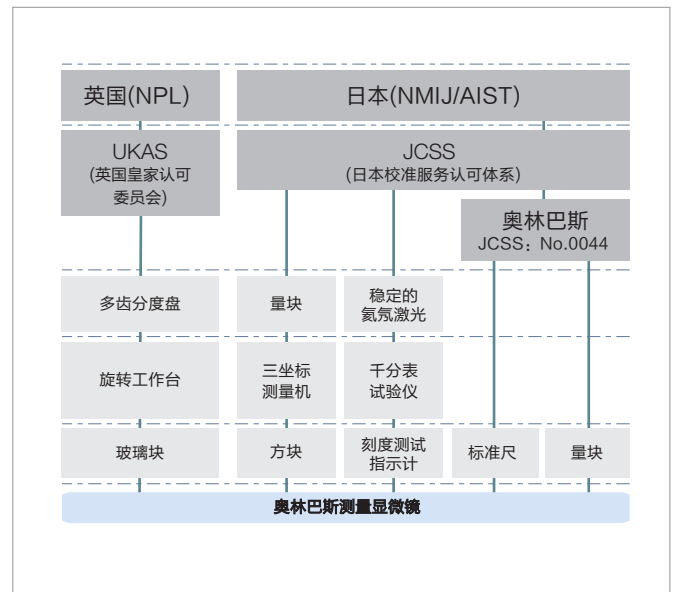 英国(NPL)
日本(NMIJ/AIST)
UKAS
(英国皇家认可
委员会)
JCSS
(日本校准服务认可体系)
奥林巴斯
JCSS：No.0044
多齿分度盘
量块
稳定的
氦氖激光
旋转工作台
三坐标
测量机
千分表
试验仪
玻璃块
方块
刻度测试
指示计
标准尺
量块
奥林巴斯测量显微镜